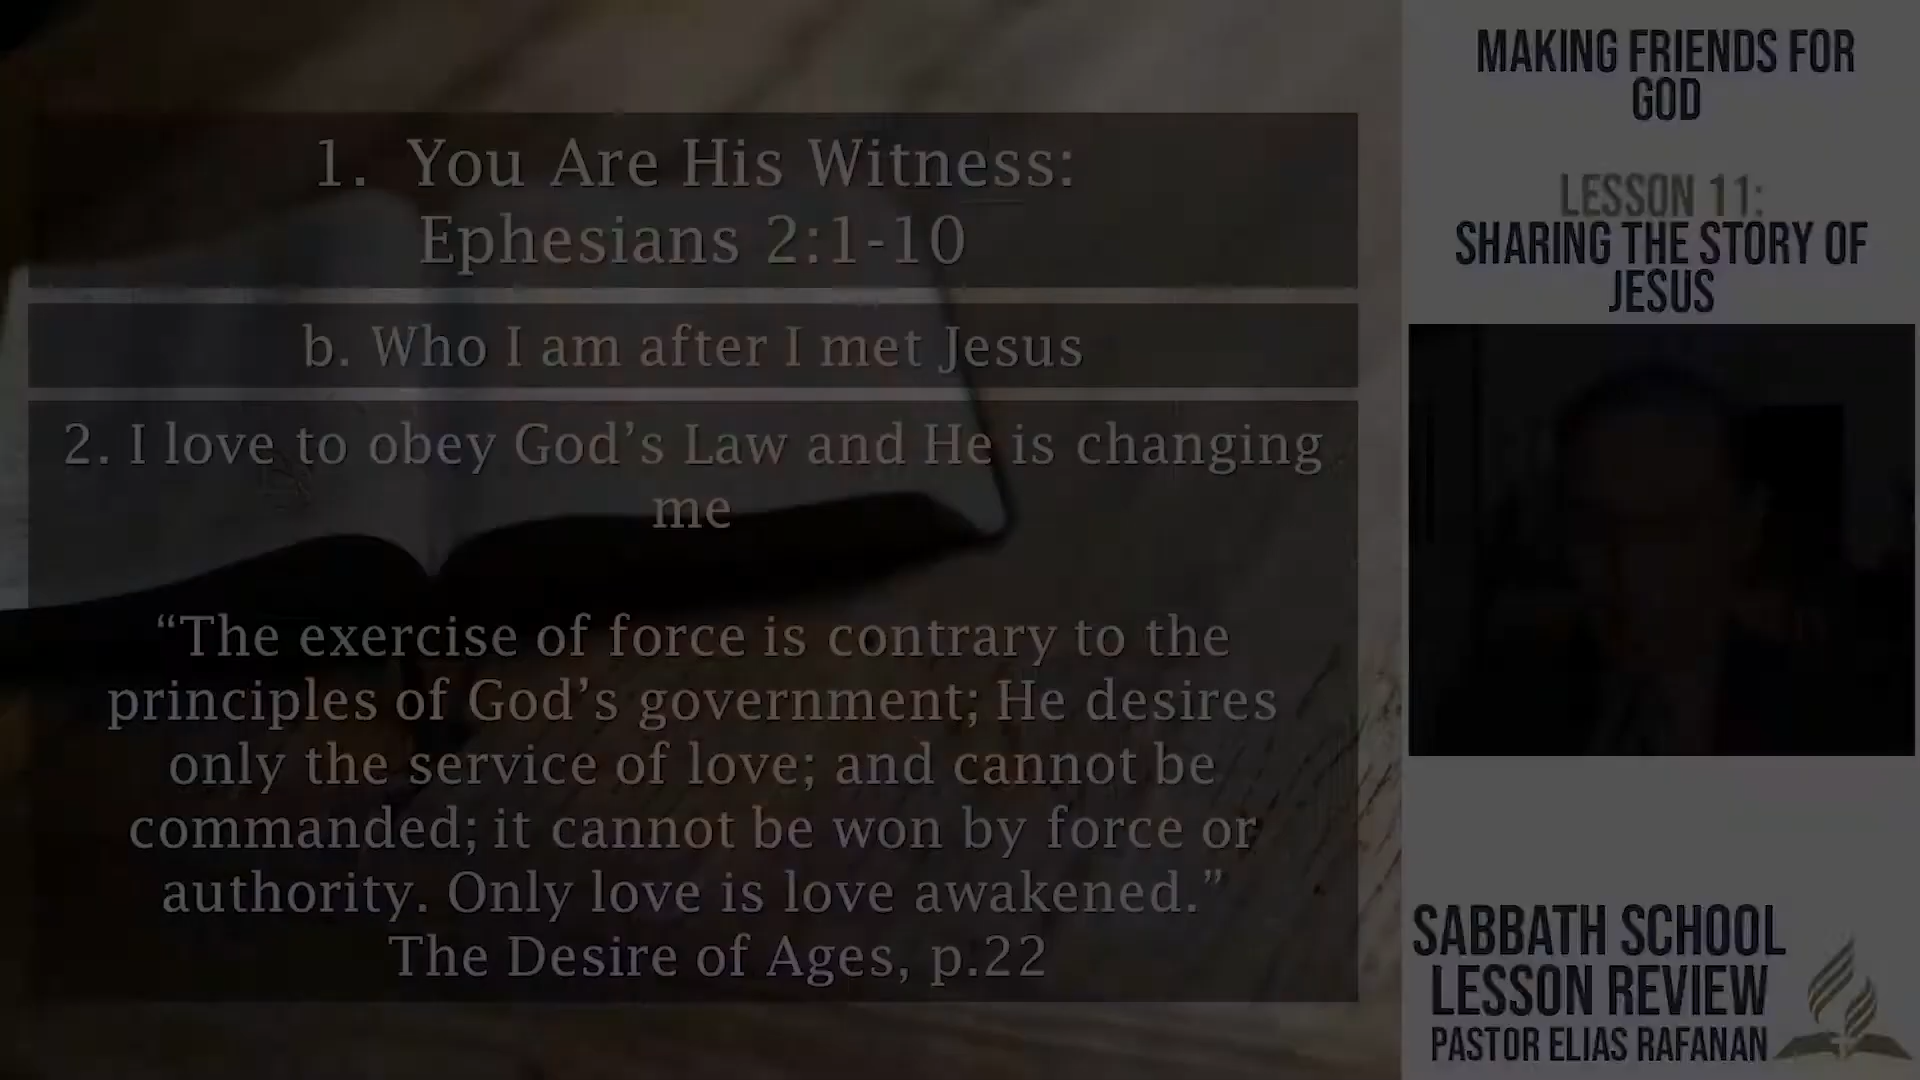 1. You Are His Witness:
Ephesians 2:1-10
b. Who I am after I met Jesus
2. I love to obey God’s Law and He is changing
me
“The exercise of force is contrary to the
principles of God’s government; He desires
only the service of love; and cannot be
commanded; it cannot be won by force or
authority. Only love is love awakened.”
The Desire of Ages, p.22
MAKING FRIENDS FOR
GOD
LESSON 11:
SHARING THE STORY OF
JESUS
SABBATH SCHOOL
LESSON REVIEW
PASTOR ELIAS RAFANAN